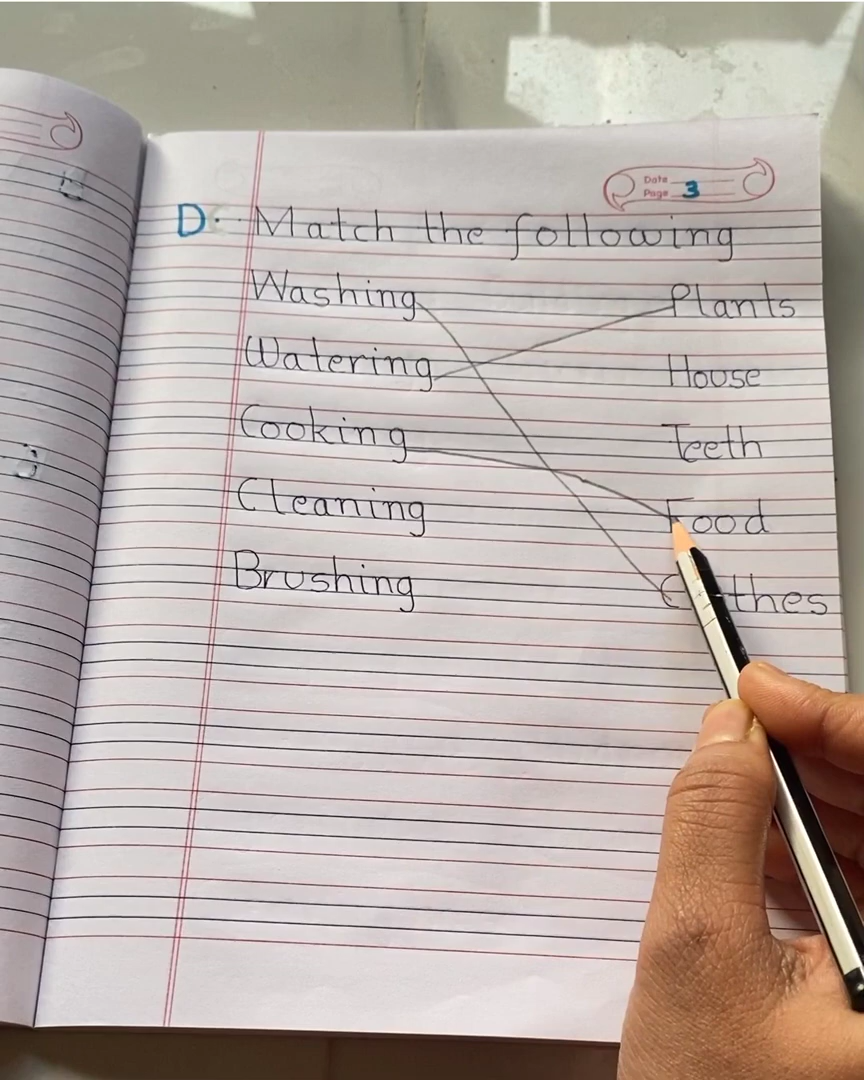 Date
Page 3
D. Match the following
Washing Plants
Watering House
Cooking Teeth
Cleaning Food
Brushing